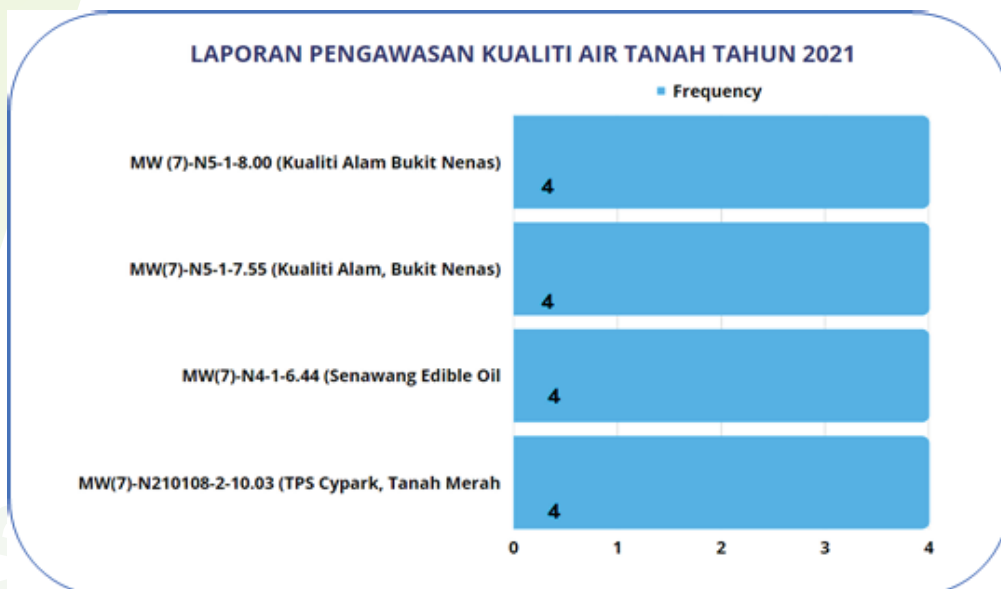 LAPORAN PENGAWASAN KUALITI AIR TANAH TAHUN 2021
Frequency
MW (7)-N5-1-8.00 (Kualiti Alam Bukit Nenas)
4
MW(7)-N5-1-7.55 (Kualiti Alam, Bukit Nenas)
4
MW(7)-N4-1-6.44 (Senawang Edible Oil
4
MW(7)-N210108-2-10.03 (TPS Cypark, Tanah Merah
4
0 1 2 3 4